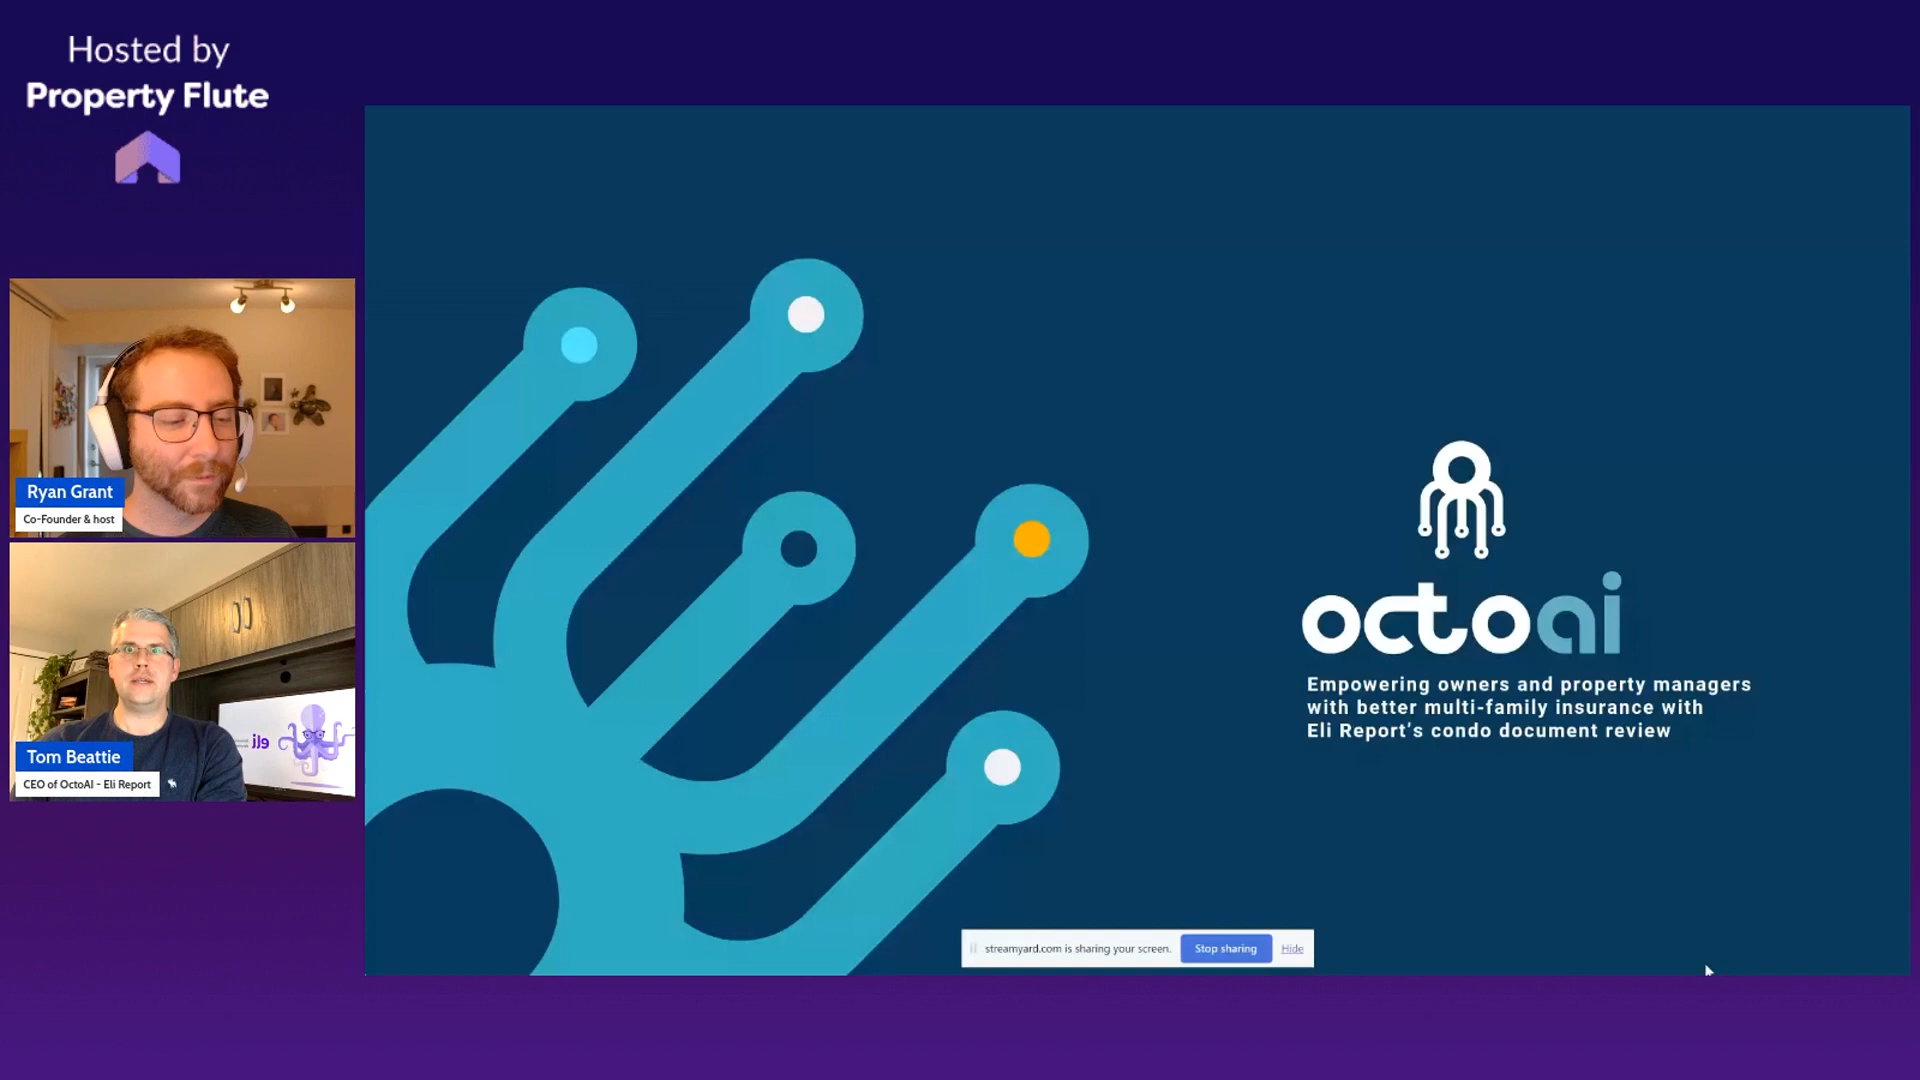 Hosted by
Property Flute
Ryan Grant
Co-Founder & host
eli
Tom Beattie
CEO of OctoAI - Eli Report
octoai
Empowering owners and property managers
with better multi-family insurance with
Eli Report's condo document review
streamyard.com is sharing your screen. Stop sharing Hide